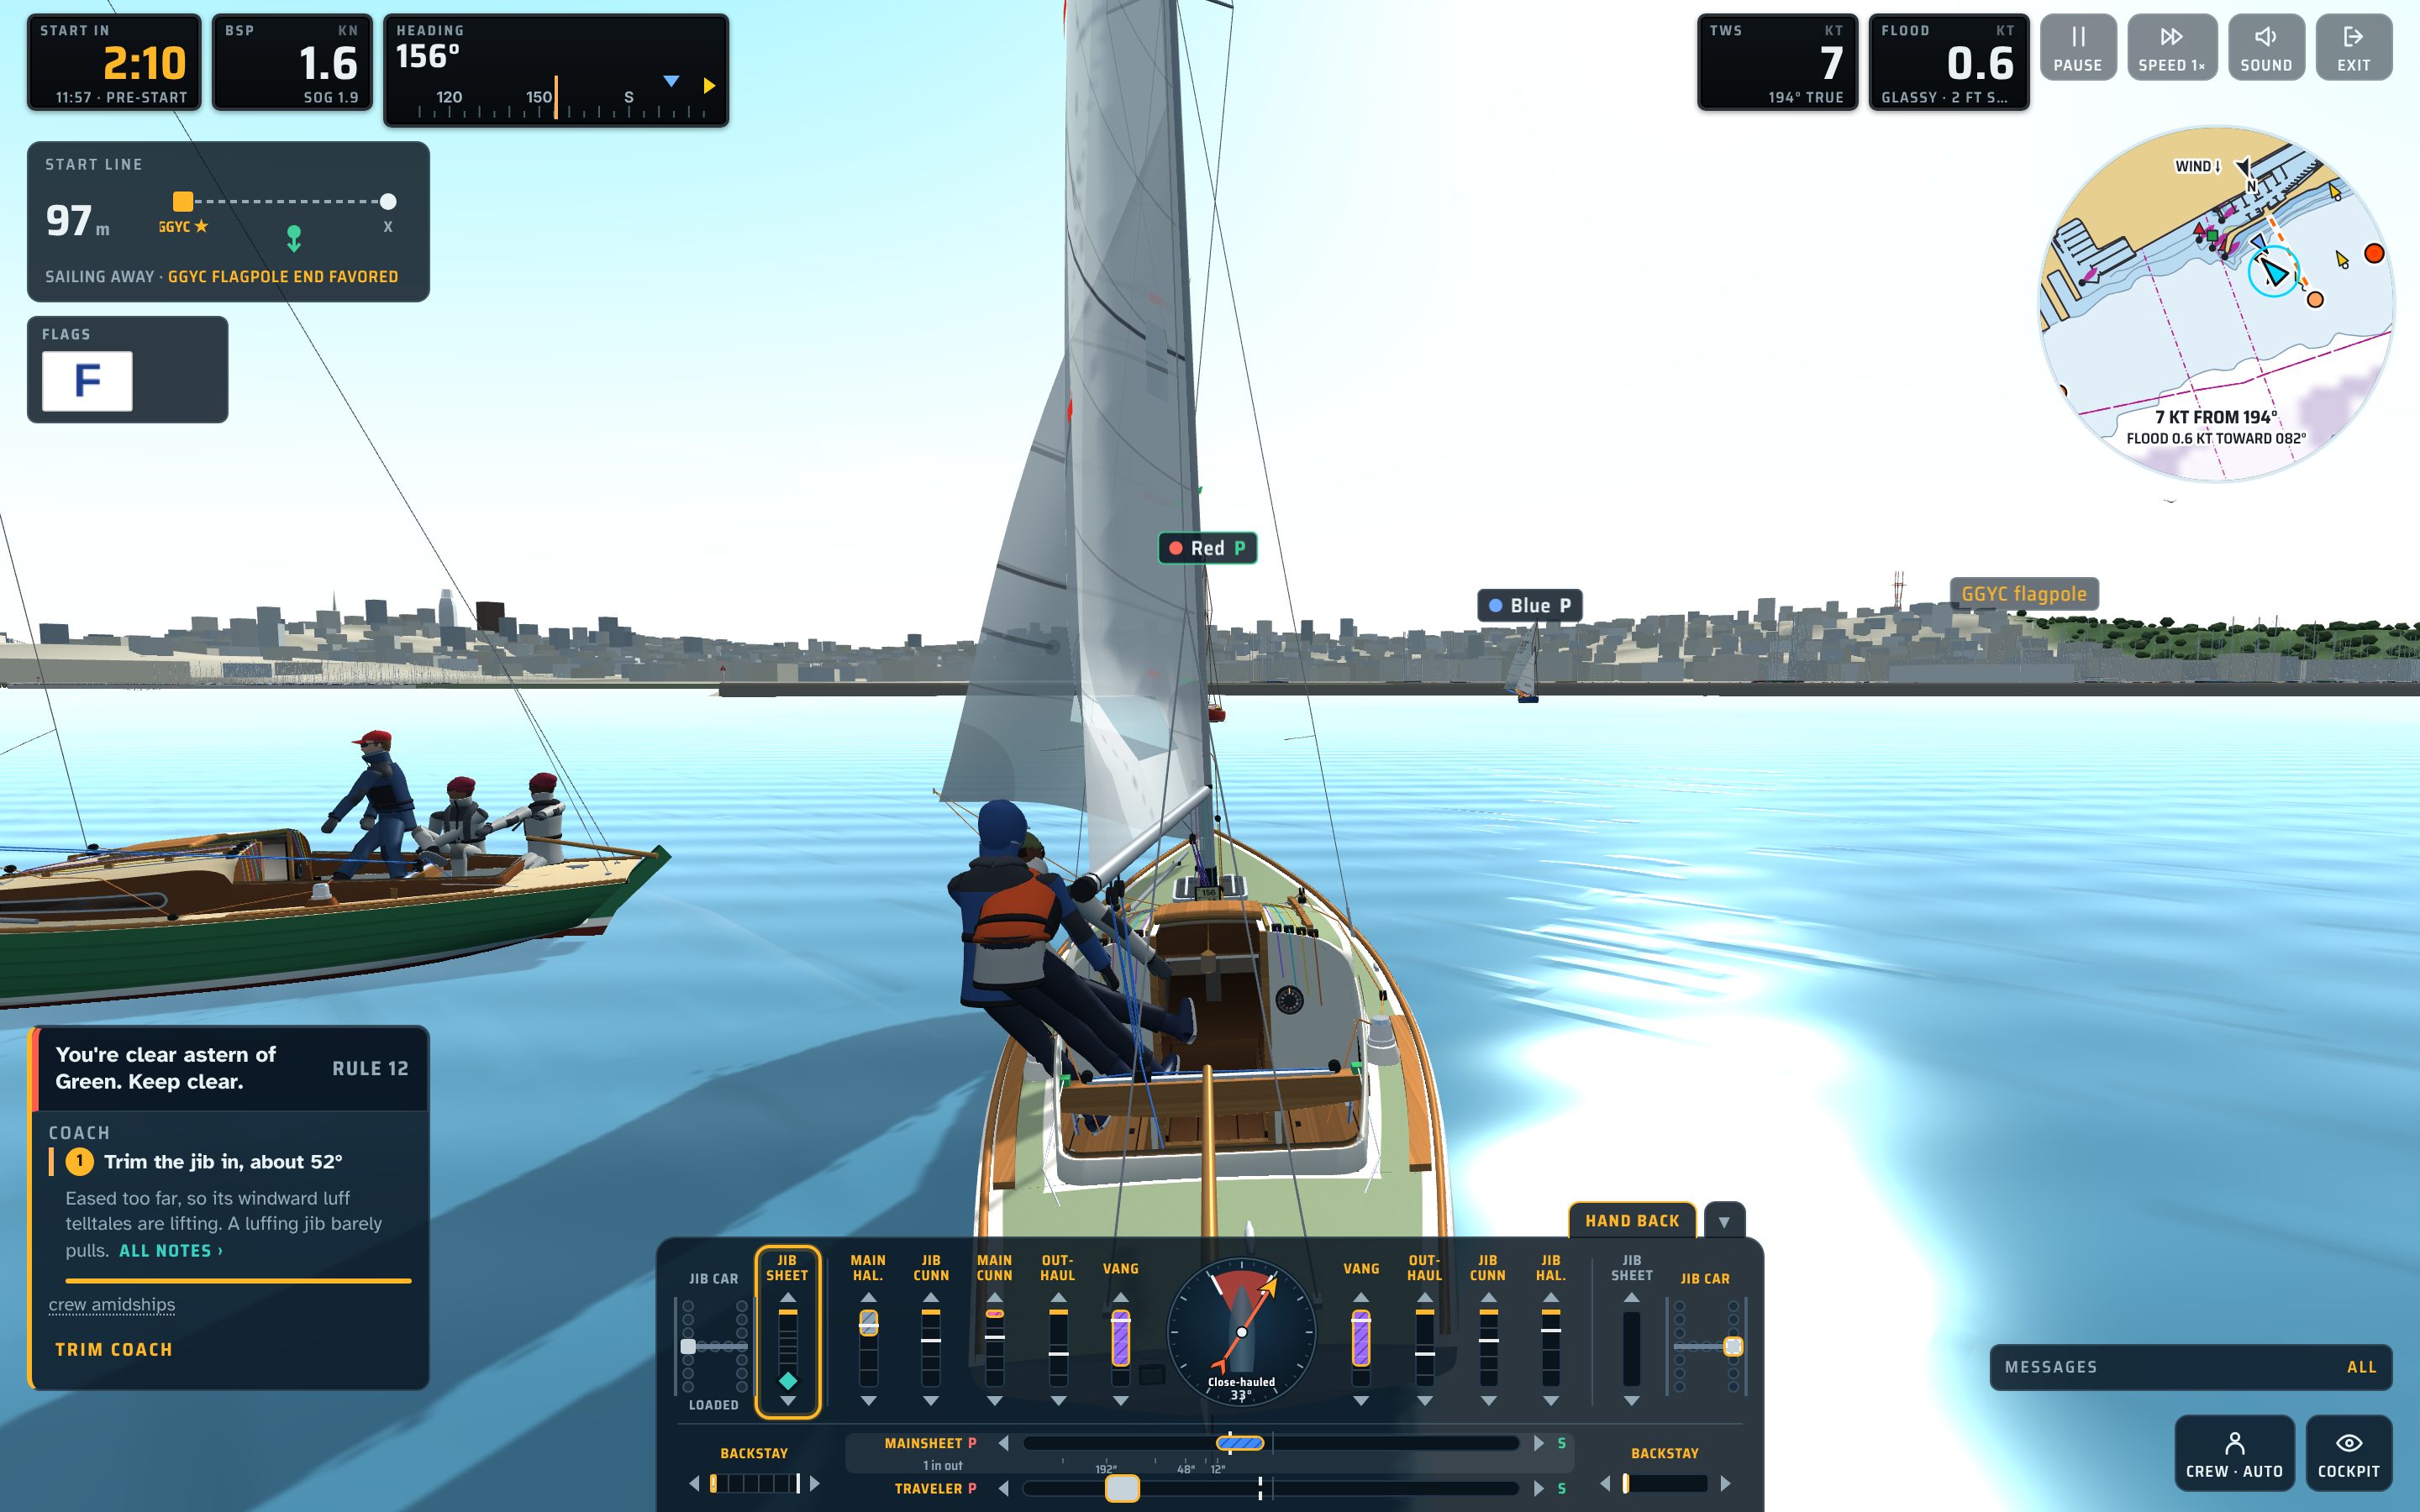 START IN
2:10
11:57 · PRE-START
BSP KN
1.6
SOG 1.9
HEADING
156°
120 150 S
TWS KT
7
194° TRUE
FLOOD KT
0.6
GLASSY · 2 FT S...
PAUSE
SPEED 1×
SOUND
EXIT
START LINE
97 m
GGYC ★ X
SAILING AWAY · GGYC FLAGPOLE END FAVORED
FLAGS
F
WIND ↓
N
7 KT FROM 194°
FLOOD 0.6 KT TOWARD 082°
Red P
Blue P
GGYC flagpole
156
You're clear astern of
Green. Keep clear.
RULE 12
COACH
1 Trim the jib in, about 52°
Eased too far, so its windward luff
telltales are lifting. A luffing jib barely
pulls. ALL NOTES ›
crew amidships
TRIM COACH
HAND BACK ▼
JIB CAR
LOADED
JIB
SHEET
MAIN
HAL.
JIB
CUNN
MAIN
CUNN
OUT-
HAUL
VANG
Close-hauled
33°
VANG
OUT-
HAUL
JIB
CUNN
JIB
HAL.
JIB
SHEET
JIB CAR
BACKSTAY
MAINSHEET P S
1 in out
192" 48" 12"
TRAVELER P S
BACKSTAY
MESSAGES ALL
CREW · AUTO
COCKPIT